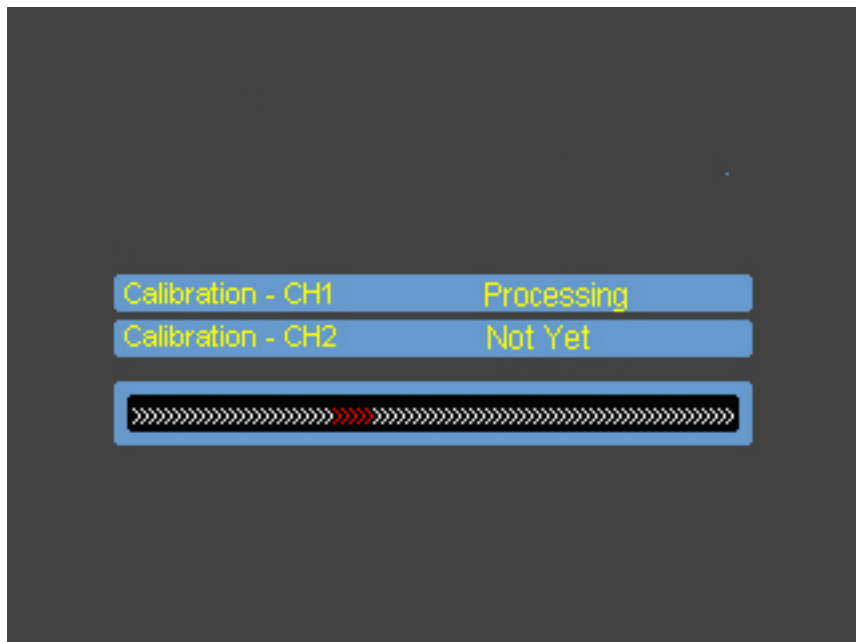 Calibration - CH1 Processing
Calibration - CH2 Not Yet